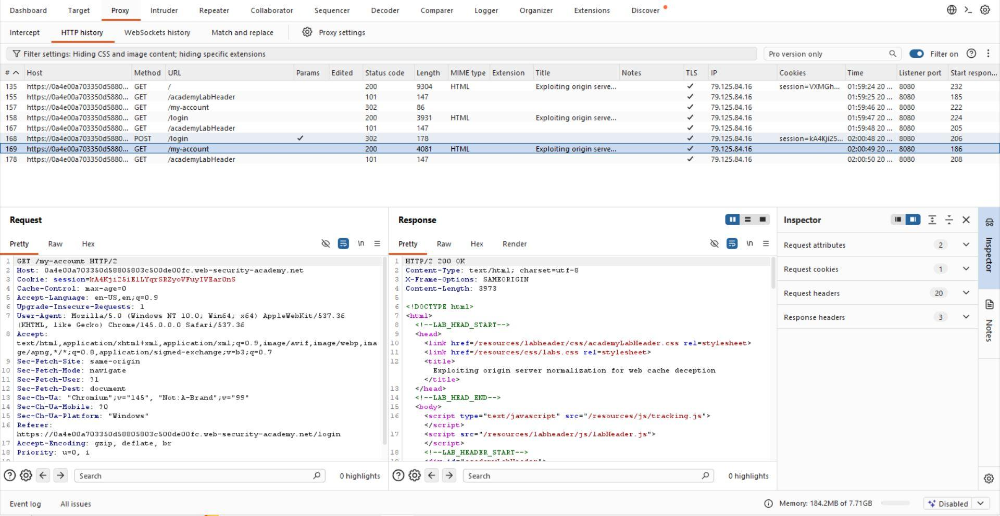 Dashboard Target Proxy Intruder Repeater Collaborator Sequencer Decoder Comparer Logger Organizer Extensions Discover
Intercept HTTP history WebSockets history Match and replace Proxy settings
Filter settings: Hiding CSS and image content; hiding specific extensions Pro version only Filter on
# Host Method URL Params Edited Status code Length MIME type Extension Title Notes TLS IP Cookies Time Listener port Start respon...
135 https://0a4e00a703350d5880... GET / 200 9304 HTML Exploiting origin serve... ✓ 79.125.84.16 session=VXMGh... 01:59:24 20 ... 8080 232
155 https://0a4e00a703350d5880... GET /academyLabHeader 101 147 ✓ 79.125.84.16 01:59:25 20 ... 8080 185
157 https://0a4e00a703350d5880... GET /my-account 302 86 ✓ 79.125.84.16 01:59:46 20 ... 8080 222
158 https://0a4e00a703350d5880... GET /login 200 3931 HTML Exploiting origin serve... ✓ 79.125.84.16 01:59:47 20 ... 8080 224
167 https://0a4e00a703350d5880... GET /academyLabHeader 101 147 ✓ 79.125.84.16 01:59:48 20 ... 8080 205
168 https://0a4e00a703350d5880... POST /login ✓ 302 178 ✓ 79.125.84.16 session=kA4Kji25... 02:00:48 20 ... 8080 206
169 https://0a4e00a703350d5880... GET /my-account 200 4081 HTML Exploiting origin serve... ✓ 79.125.84.16 02:00:49 20 ... 8080 186
178 https://0a4e00a703350d5880... GET /academyLabHeader 101 147 ✓ 79.125.84.16 02:00:50 20 ... 8080 208
Request
Pretty Raw Hex \n
1 GET /my-account HTTP/2
2 Host: 0a4e00a703350d58805803c500de00fc.web-security-academy.net
3 Cookie: session=kA4Kji25iE1LYqrSRZyoVFuyIVEarOnS
4 Cache-Control: max-age=0
5 Accept-Language: en-US,en;q=0.9
6 Upgrade-Insecure-Requests: 1
7 User-Agent: Mozilla/5.0 (Windows NT 10.0; Win64; x64) AppleWebKit/537.36
(KHTML, like Gecko) Chrome/145.0.0.0 Safari/537.36
8 Accept:
text/html,application/xhtml+xml,application/xml;q=0.9,image/avif,image/webp,ima
ge/apng,*/*;q=0.8,application/signed-exchange;v=b3;q=0.7
9 Sec-Fetch-Site: same-origin
10 Sec-Fetch-Mode: navigate
11 Sec-Fetch-User: ?1
12 Sec-Fetch-Dest: document
13 Sec-Ch-Ua: "Chromium";v="145", "Not:A-Brand";v="99"
14 Sec-Ch-Ua-Mobile: ?0
15 Sec-Ch-Ua-Platform: "Windows"
16 Referer:
https://0a4e00a703350d58805803c500de00fc.web-security-academy.net/login
17 Accept-Encoding: gzip, deflate, br
18 Priority: u=0, i
19
Search 0 highlights
Response
Pretty Raw Hex Render \n
1 HTTP/2 200 OK
2 Content-Type: text/html; charset=utf-8
3 X-Frame-Options: SAMEORIGIN
4 Content-Length: 3973
5
6 <!DOCTYPE html>
7 <html>
8 <!--LAB_HEAD_START-->
9 <head>
10 <link href=/resources/labheader/css/academyLabHeader.css rel=stylesheet>
11 <link href=/resources/css/labs.css rel=stylesheet>
12 <title>
Exploiting origin server normalization for web cache deception
</title>
13 </head>
14 <!--LAB_HEAD_END-->
15 <body>
16 <script type="text/javascript" src="/resources/js/tracking.js">
</script>
17 <script src="/resources/labheader/js/labHeader.js">
</script>
18 <!--LAB_HEADER_START-->
19 <div id="academyLabHeader">
Search 0 highlights
Inspector
Request attributes 2
Request cookies 1
Request headers 20
Response headers 3
Inspector
Notes
Event log All issues Memory: 184.2MB of 7.71GB Disabled